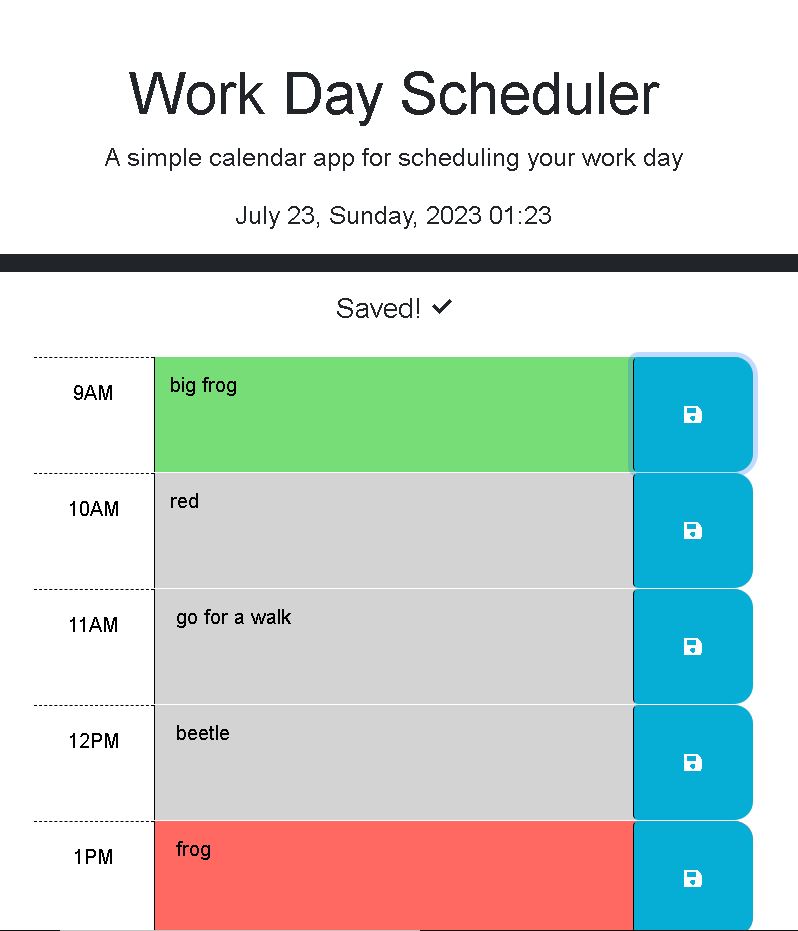 Work Day Scheduler
A simple calendar app for scheduling your work day
July 23, Sunday, 2023 01:23
Saved!
9AM
big frog
10AM
red
11AM
go for a walk
12PM
beetle
1PM
frog